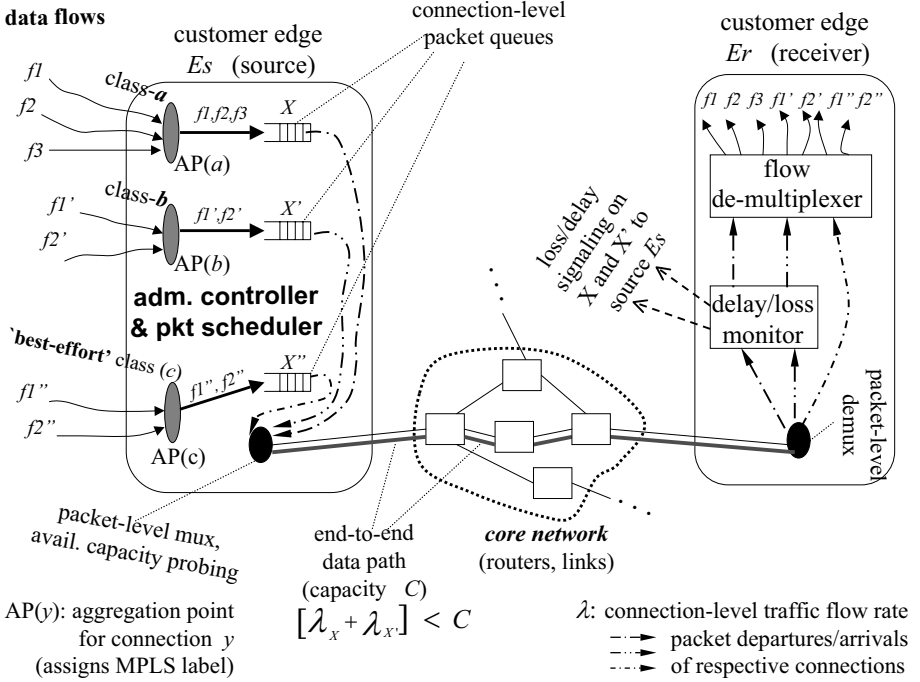 data flows
customer edge
Es (source)
connection-level
packet queues
customer edge
Er (receiver)
f1
f2
f3
class-a
f1,f2,f3
X
AP(a)
f1 f2 f3 f1' f2' f1'' f2''
flow
de-multiplexer
class-b
f1'
f2'
f1',f2'
X'
AP(b)
loss/delay
signaling on
X and X' to
source Es
delay/loss
monitor
adm. controller
& pkt scheduler
'best-effort' class (c)
f1''
f2''
f1'', f2''
X''
AP(c)
packet-level
demux
packet-level mux,
avail. capacity probing
end-to-end
data path
(capacity C)
[λX + λX'] < C
core network
(routers, links)
AP(y): aggregation point
for connection y
(assigns MPLS label)
λ: connection-level traffic flow rate
packet departures/arrivals
of respective connections